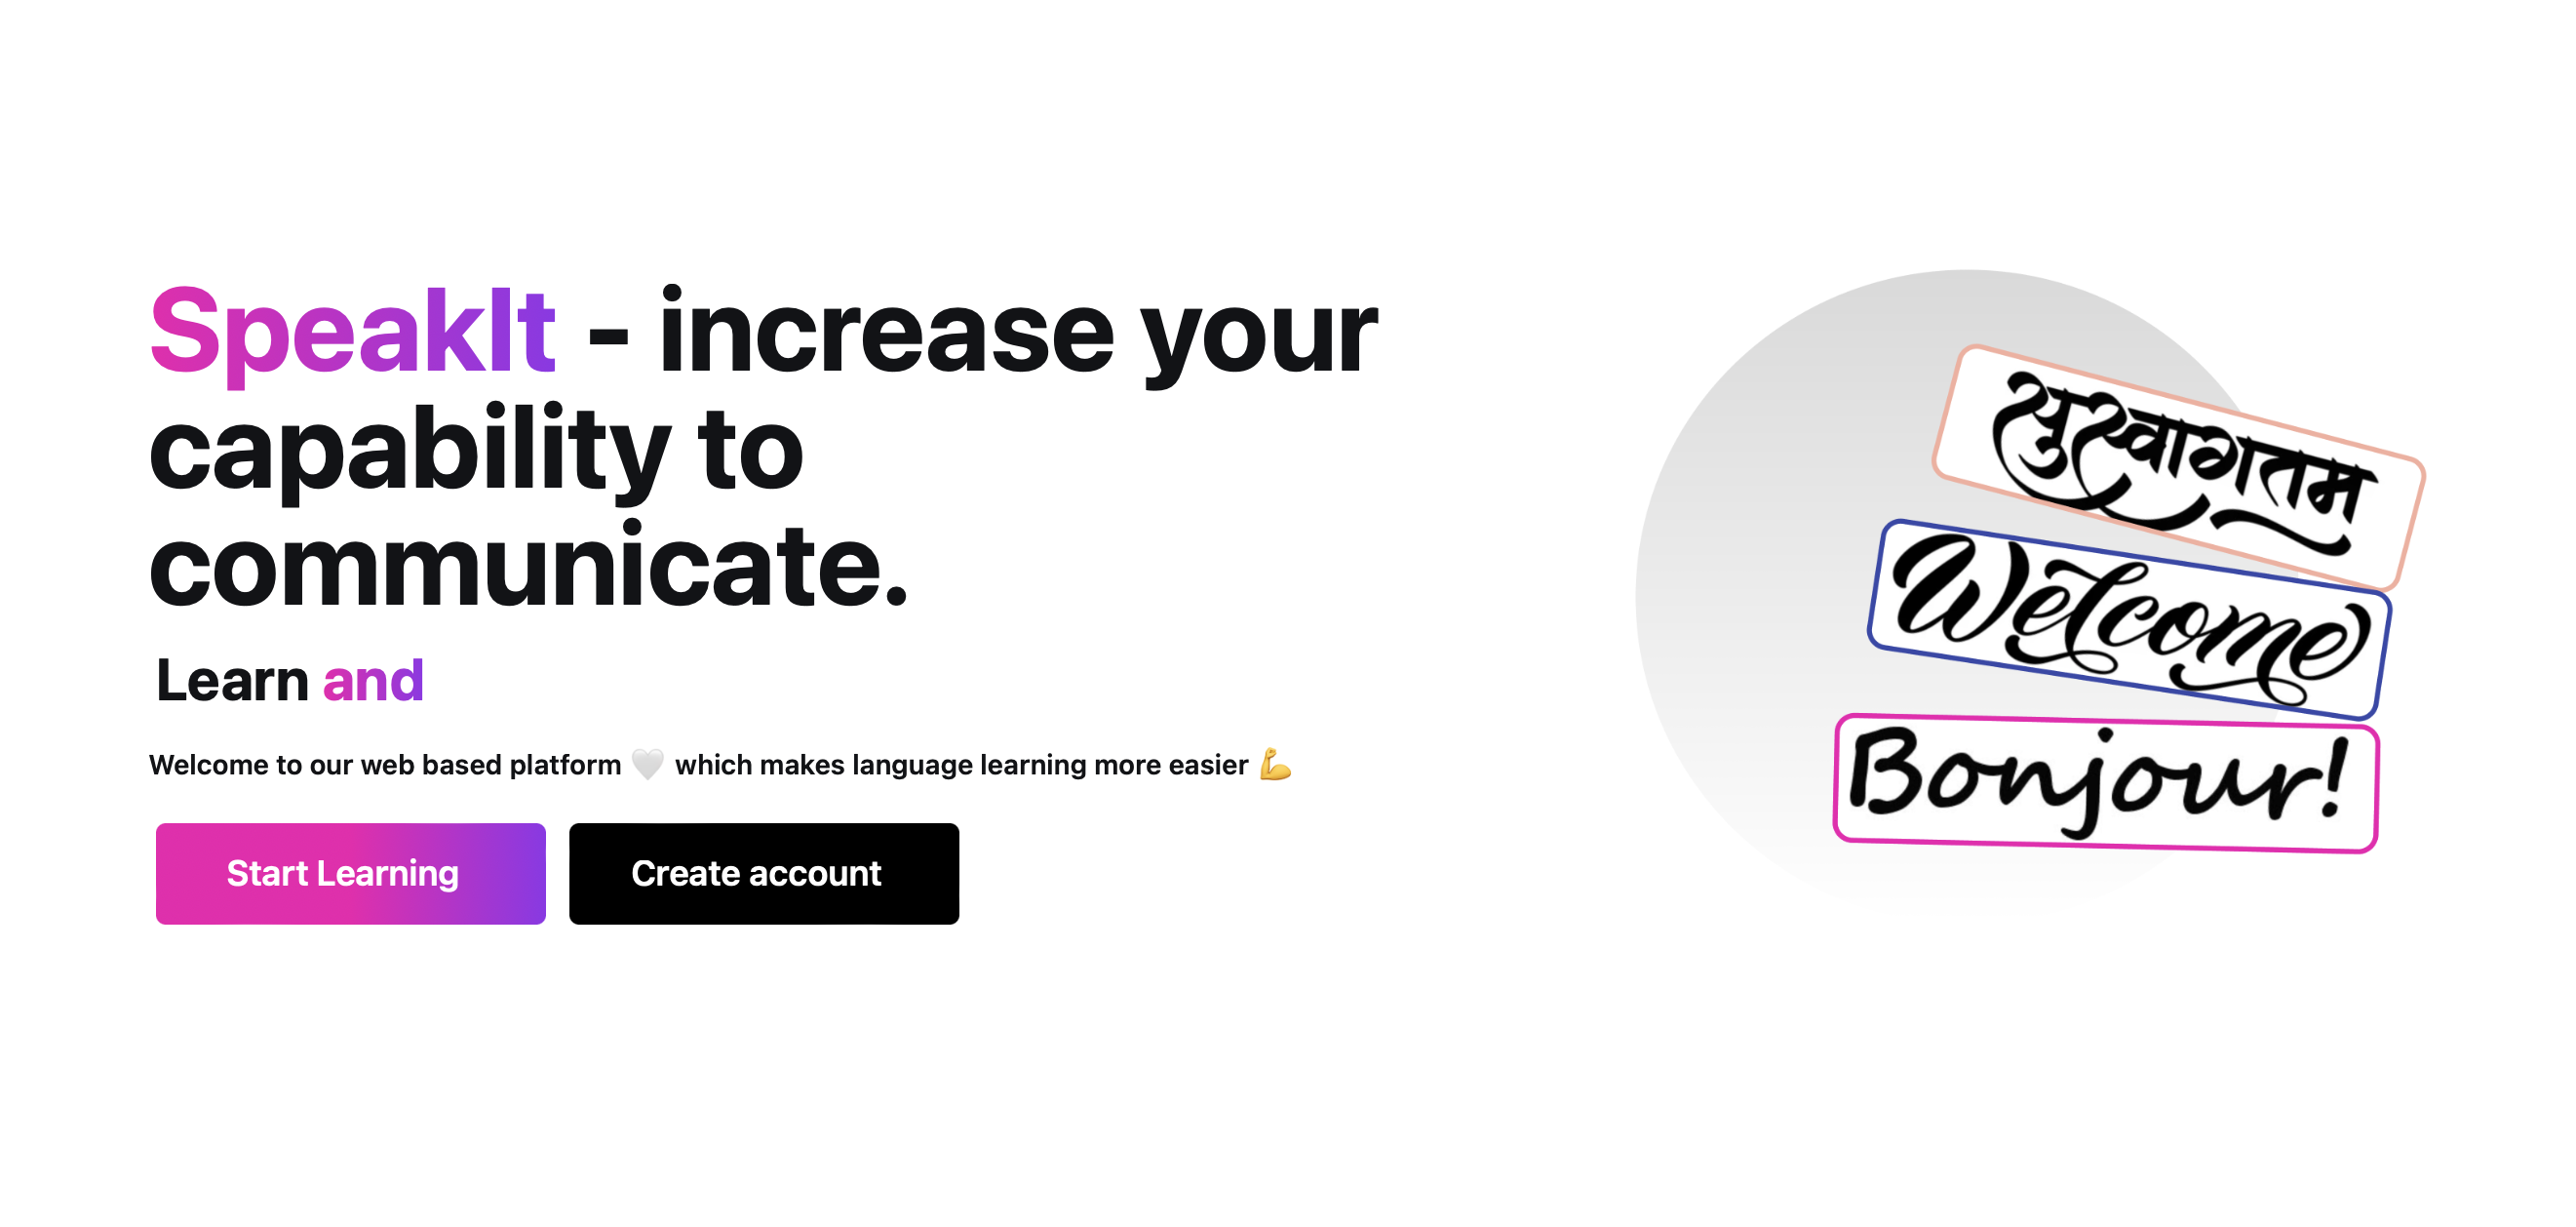 SpeakIt - increase your
capability to
communicate.
Learn and
Welcome to our web based platform 🤍 which makes language learning more easier 💪
Start Learning
Create account
सुस्वागतम
Welcome
Bonjour!